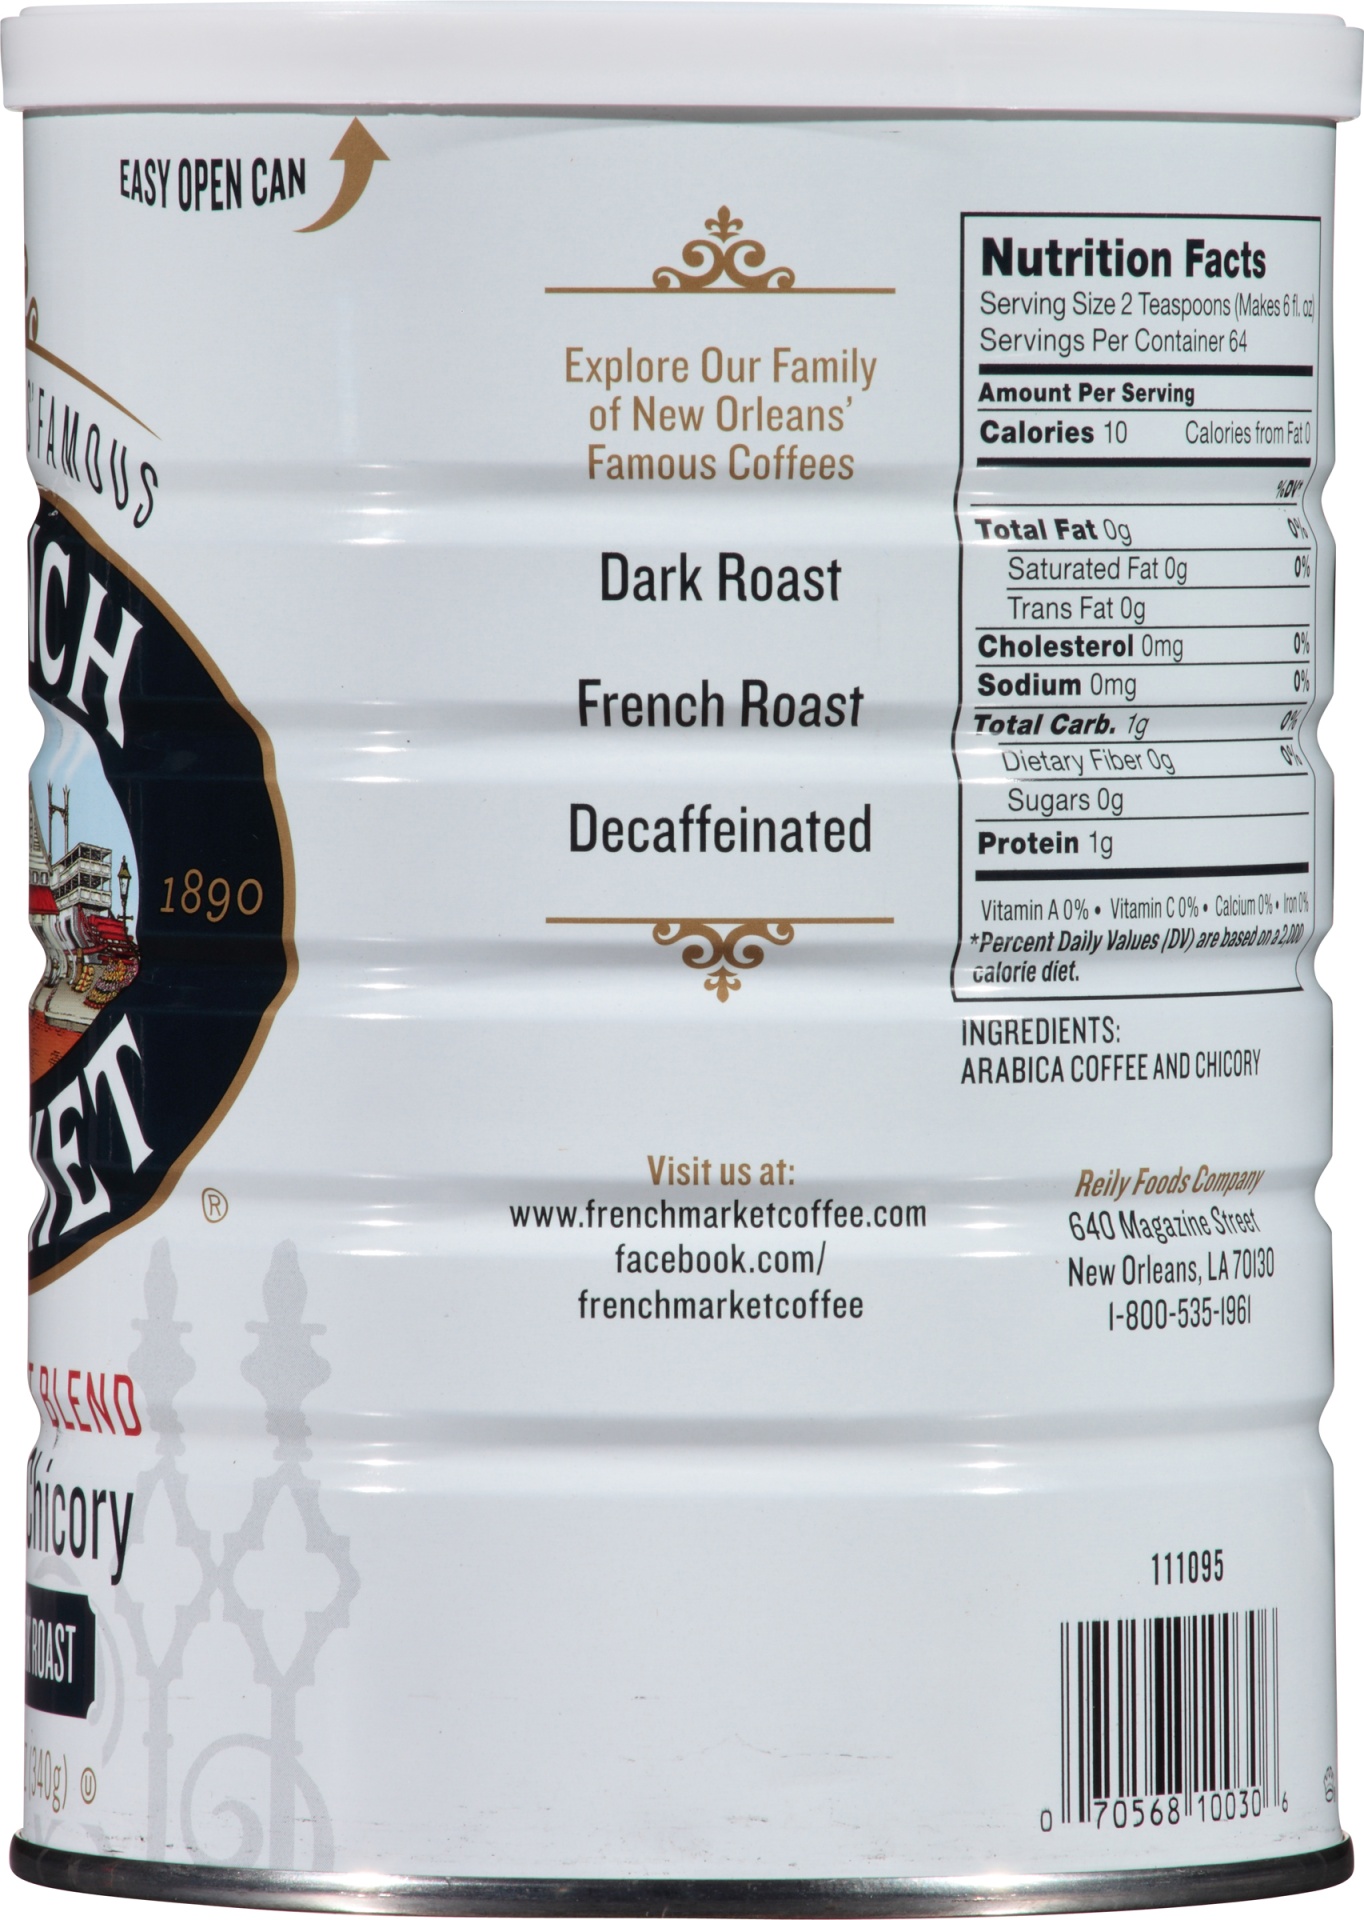 EASY OPEN CAN
FAMOUS
1890
®
BLEND
Chicory
ROAST
(340g) U
Explore Our Family
of New Orleans'
Famous Coffees
Dark Roast
French Roast
Decaffeinated
Visit us at:
www.frenchmarketcoffee.com
facebook.com/
frenchmarketcoffee
Nutrition Facts
Serving Size 2 Teaspoons (Makes 6 fl. oz)
Servings Per Container 64
Amount Per Serving
Calories 10 Calories from Fat 0
%DV*
Total Fat 0g 0%
Saturated Fat 0g 0%
Trans Fat 0g
Cholesterol 0mg 0%
Sodium 0mg 0%
Total Carb. 1g 0%
Dietary Fiber 0g 0%
Sugars 0g
Protein 1g
Vitamin A 0% • Vitamin C 0% • Calcium 0% • Iron 0%
*Percent Daily Values (DV) are based on a 2,000
calorie diet.
INGREDIENTS:
ARABICA COFFEE AND CHICORY
Reily Foods Company
640 Magazine Street
New Orleans, LA 70130
1-800-535-1961
111095
0 70568 10030 6